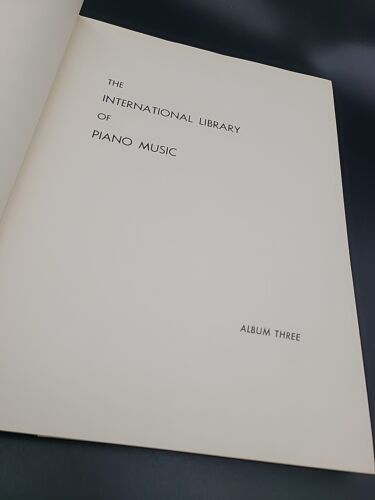 THE
INTERNATIONAL LIBRARY
OF
PIANO MUSIC
ALBUM THREE